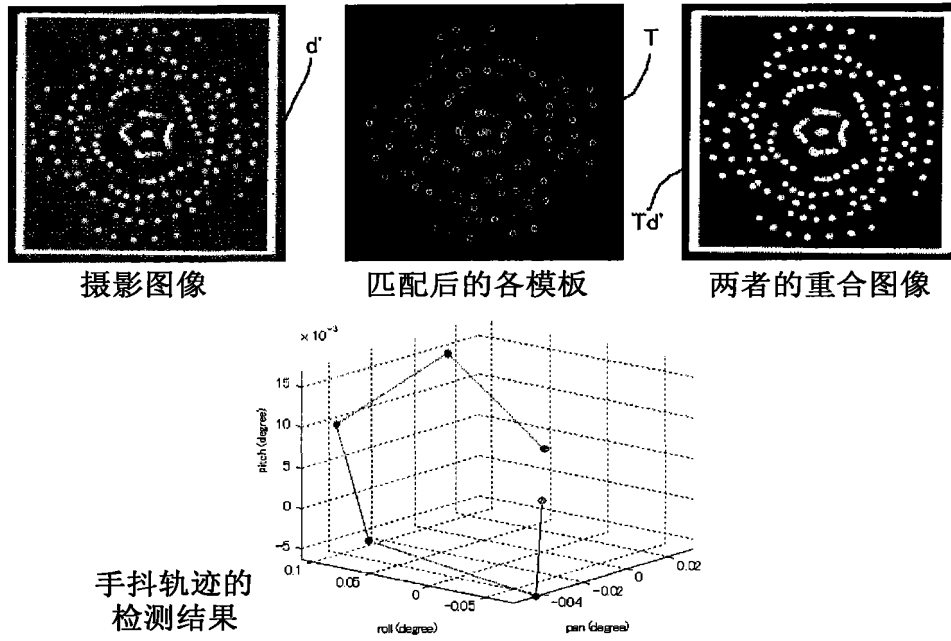 d'
T
Td'
摄影图像
匹配后的各模板
两者的重合图像
×10⁻³
15
10
5
0
-5
pitch(degree)
0.1
0.05
0
-0.05
roll (degree)
-0.04
-0.02
0
0.02
pan (degree)
手抖轨迹的
检测结果